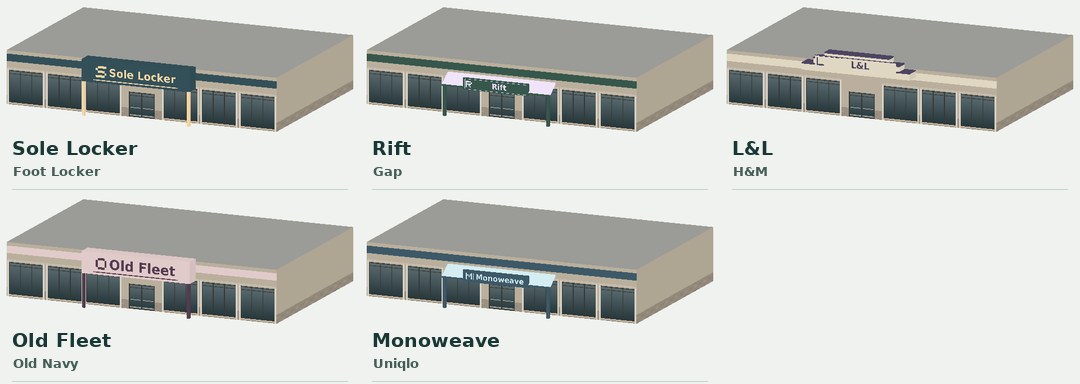 Sole Locker
Rift
L&L
Sole Locker
Foot Locker
Rift
Gap
L&L
H&M
Old Fleet
Monoweave
Old Fleet
Old Navy
Monoweave
Uniqlo